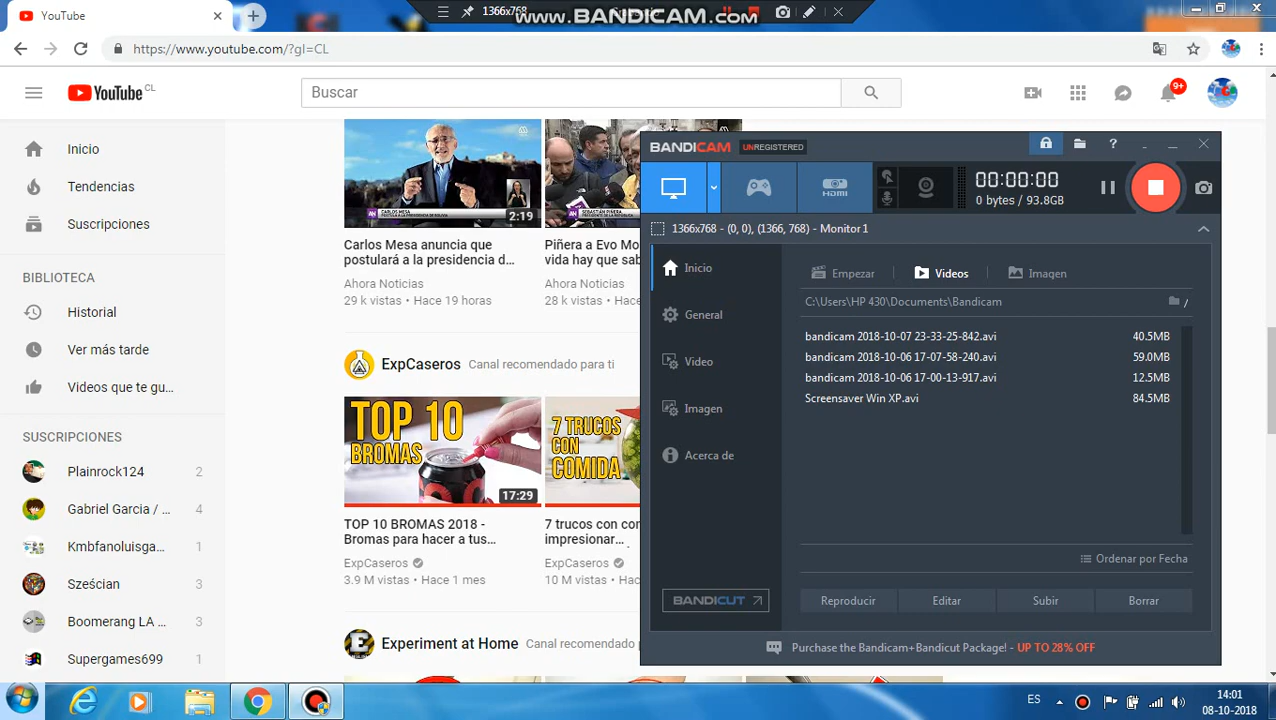 YouTube
1366x768
www.BANDICAM.com
https://www.youtube.com/?gl=CL
YouTube CL
Buscar
9+
Inicio
Tendencias
Suscripciones
BIBLIOTECA
Historial
Ver más tarde
Videos que te gu...
SUSCRIPCIONES
Plainrock124 2
Gabriel Garcia / ... 4
Kmbfanoluisga... 1
Sześcian 3
Boomerang LA ... 3
Supergames699 1
CARLOS MESA
2:19
SEBASTIÁN PIÑERA
Carlos Mesa anuncia que
postulará a la presidencia d...
Ahora Noticias
29 k vistas • Hace 19 horas
Piñera a Evo Mo
vida hay que sab
Ahora Noticias
28 k vistas • Hac
ExpCaseros Canal recomendado para ti
TOP 10
BROMAS
17:29
7 TRUCOS
CON
COMIDA
TOP 10 BROMAS 2018 -
Bromas para hacer a tus...
ExpCaseros
3.9 M vistas • Hace 1 mes
7 trucos con con
impresionar...
ExpCaseros
10 M vistas • Ha
Experiment at Home Canal recomendado p
BANDICAM UNREGISTERED
HDMI
00:00:00
0 bytes / 93.8GB
1366x768 - (0, 0), (1366, 768) - Monitor 1
Inicio
General
Video
Imagen
Acerca de
BANDICUT
Empezar
Videos
Imagen
C:\Users\HP 430\Documents\Bandicam /
bandicam 2018-10-07 23-33-25-842.avi 40.5MB
bandicam 2018-10-06 17-07-58-240.avi 59.0MB
bandicam 2018-10-06 17-00-13-917.avi 12.5MB
Screensaver Win XP.avi 84.5MB
Ordenar por Fecha
Reproducir
Editar
Subir
Borrar
Purchase the Bandicam+Bandicut Package! - UP TO 28% OFF
ES
14:01
08-10-2018